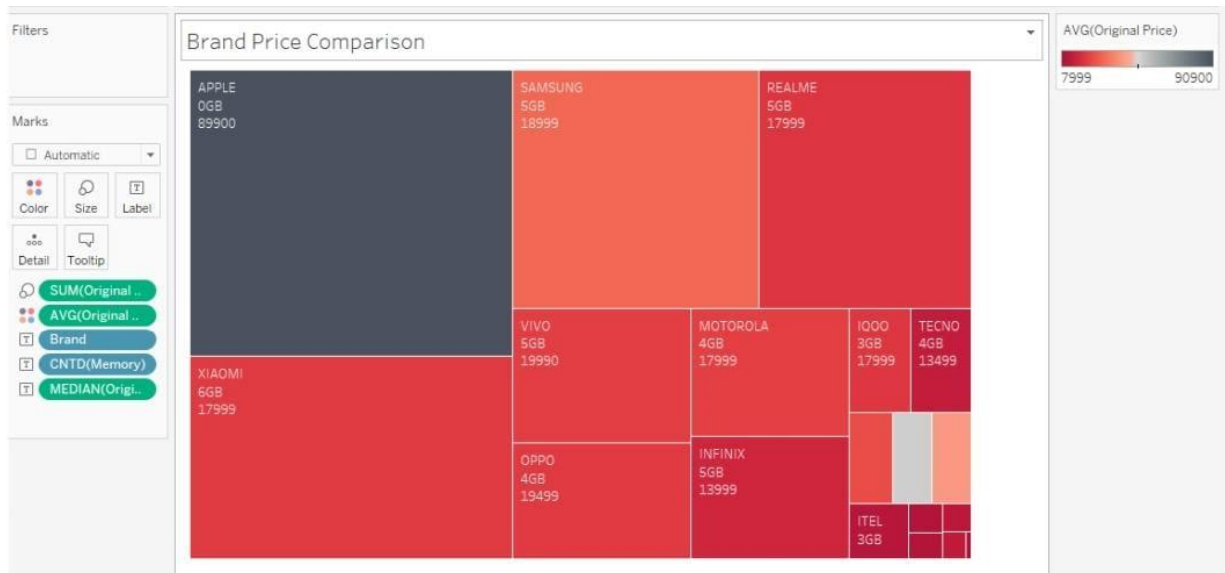 Filters
Brand Price Comparison
AVG(Original Price)
7999 90900
Marks
Automatic
Color Size Label
Detail Tooltip
SUM(Original ..
AVG(Original ..
Brand
CNTD(Memory)
MEDIAN(Origi..
APPLE
0GB
89900
SAMSUNG
5GB
18999
REALME
5GB
17999
XIAOMI
6GB
17999
VIVO
5GB
19990
MOTOROLA
4GB
17999
IQOO
3GB
17999
TECNO
4GB
13499
OPPO
4GB
19499
INFINIX
5GB
13999
ITEL
3GB